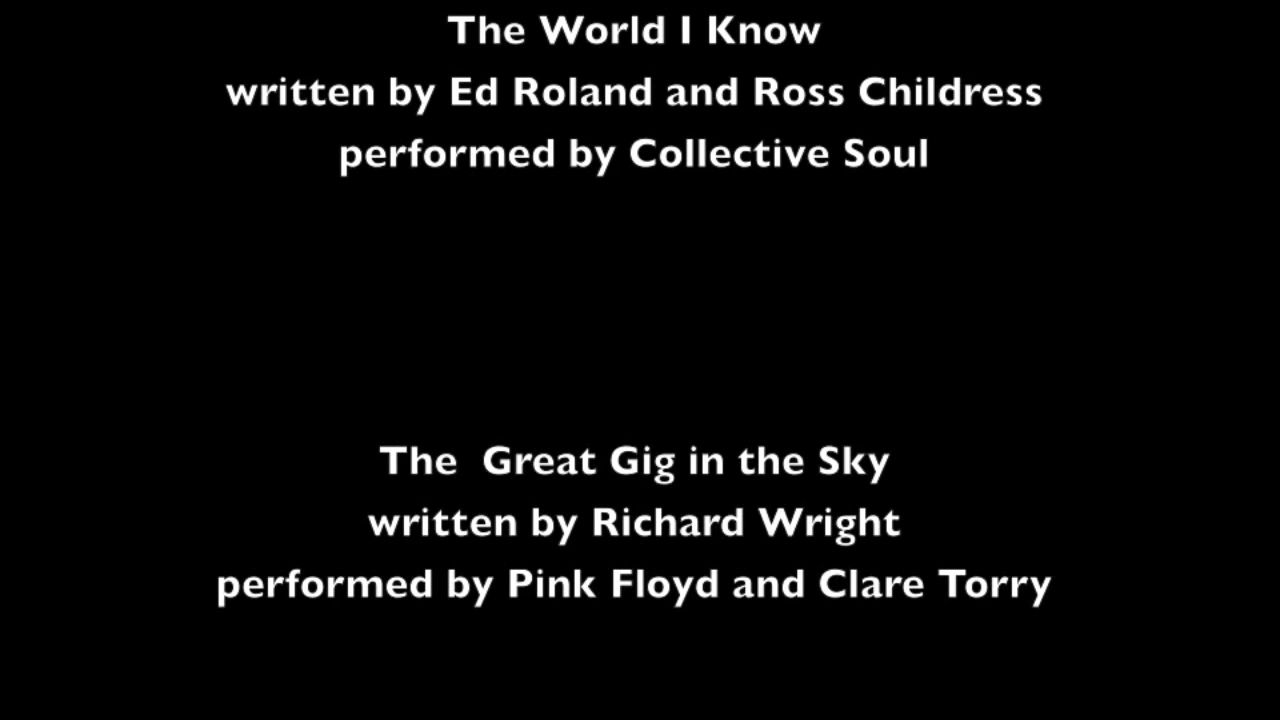 The World I Know
written by Ed Roland and Ross Childress
performed by Collective Soul
The  Great Gig in the Sky
written by Richard Wright
performed by Pink Floyd and Clare Torry